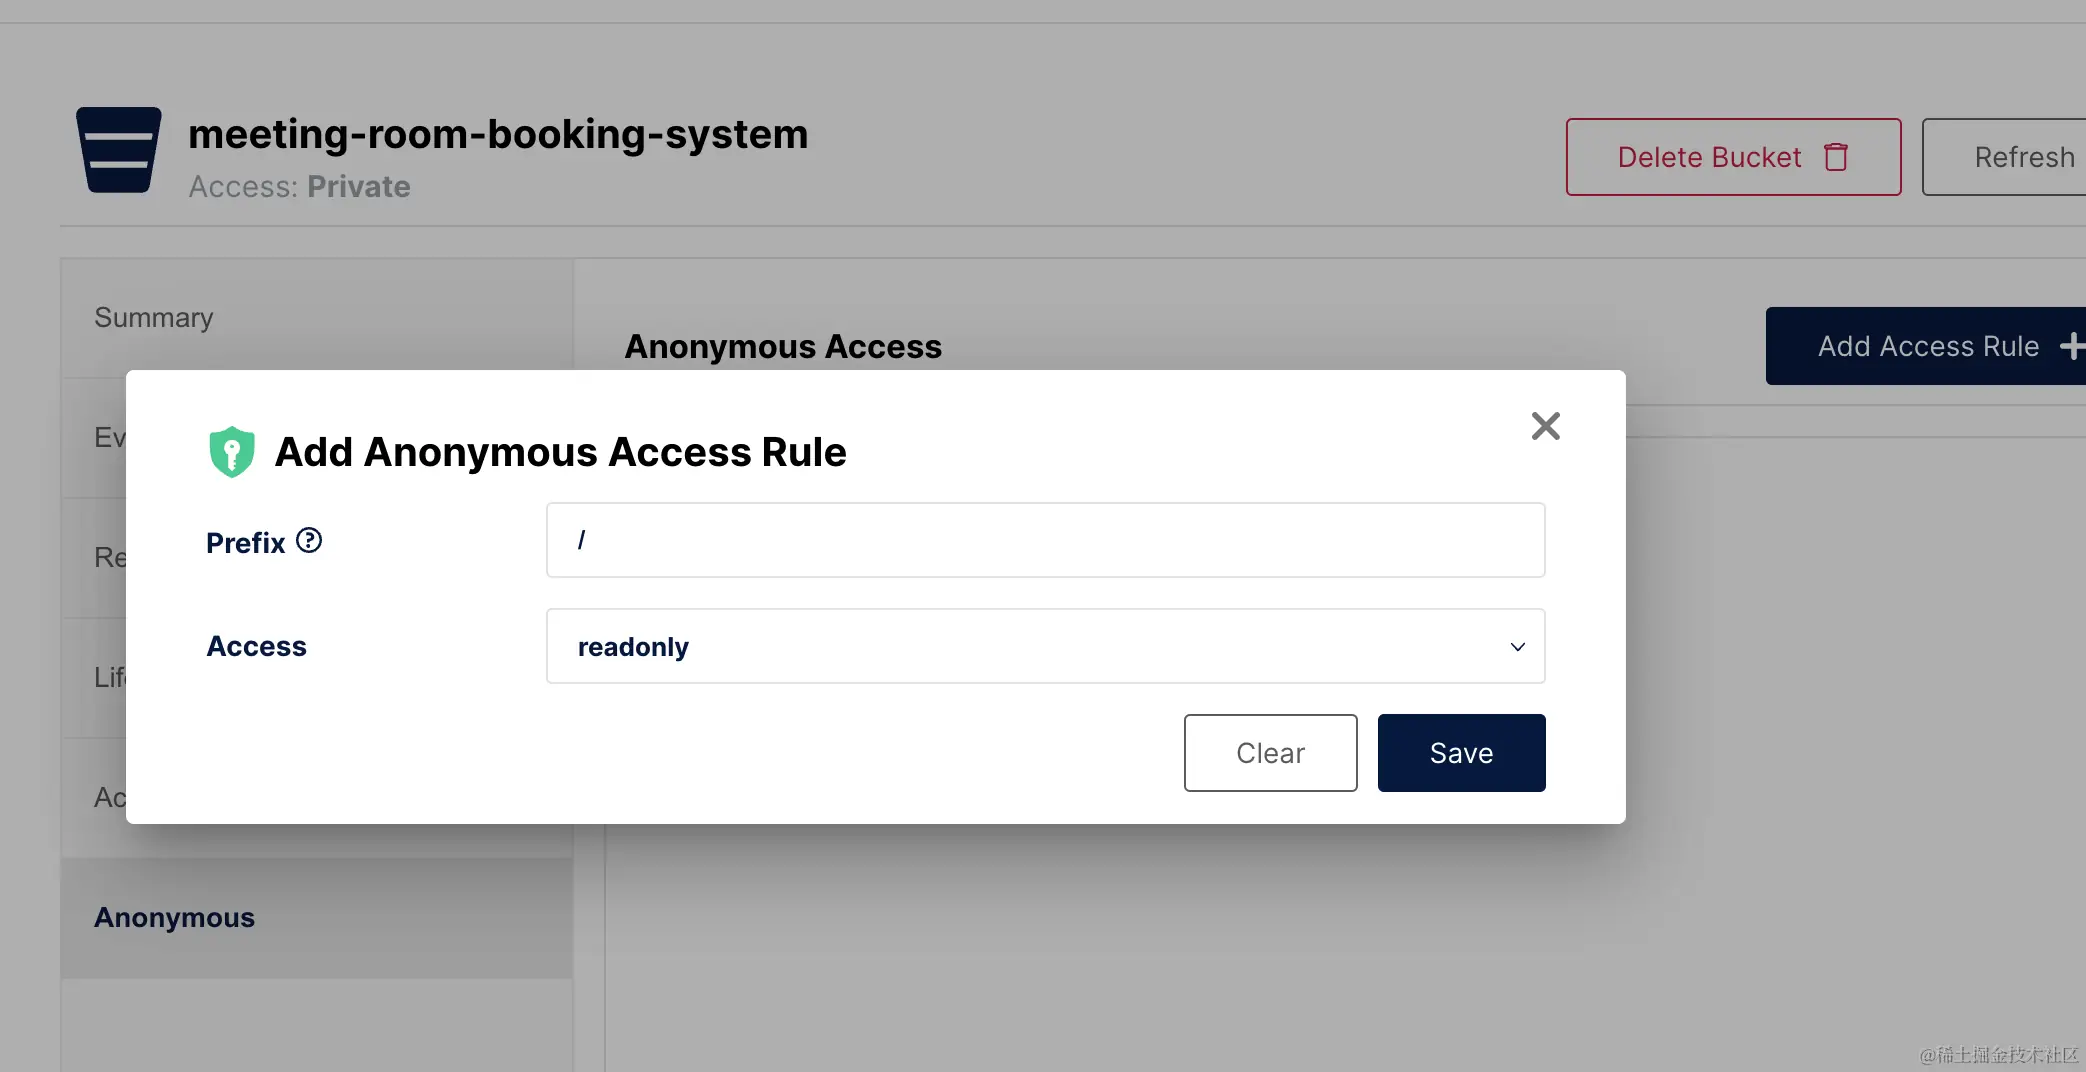 meeting-room-booking-system
Access: Private
Delete Bucket
Refresh
Summary
Anonymous Access
Add Access Rule
Ev
Add Anonymous Access Rule
Prefix
/
Re
Access
readonly
Lif
Clear
Save
Ac
Anonymous
@稀土掘金技术社区